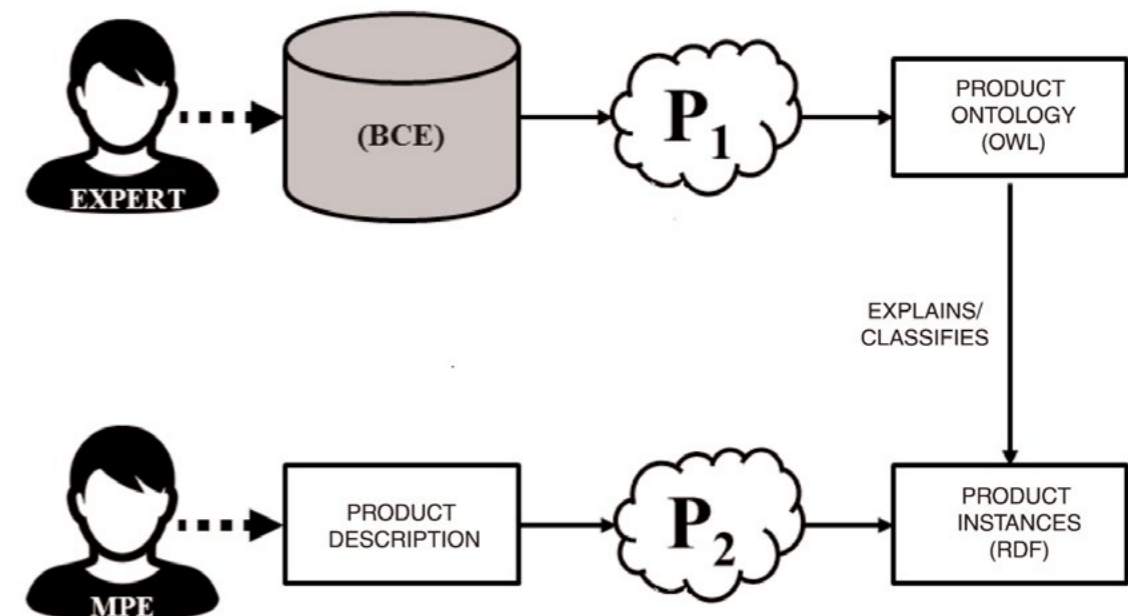 EXPERT
(BCE)
P1
PRODUCT
ONTOLOGY
(OWL)
EXPLAINS/
CLASSIFIES
MPE
PRODUCT
DESCRIPTION
P2
PRODUCT
INSTANCES
(RDF)